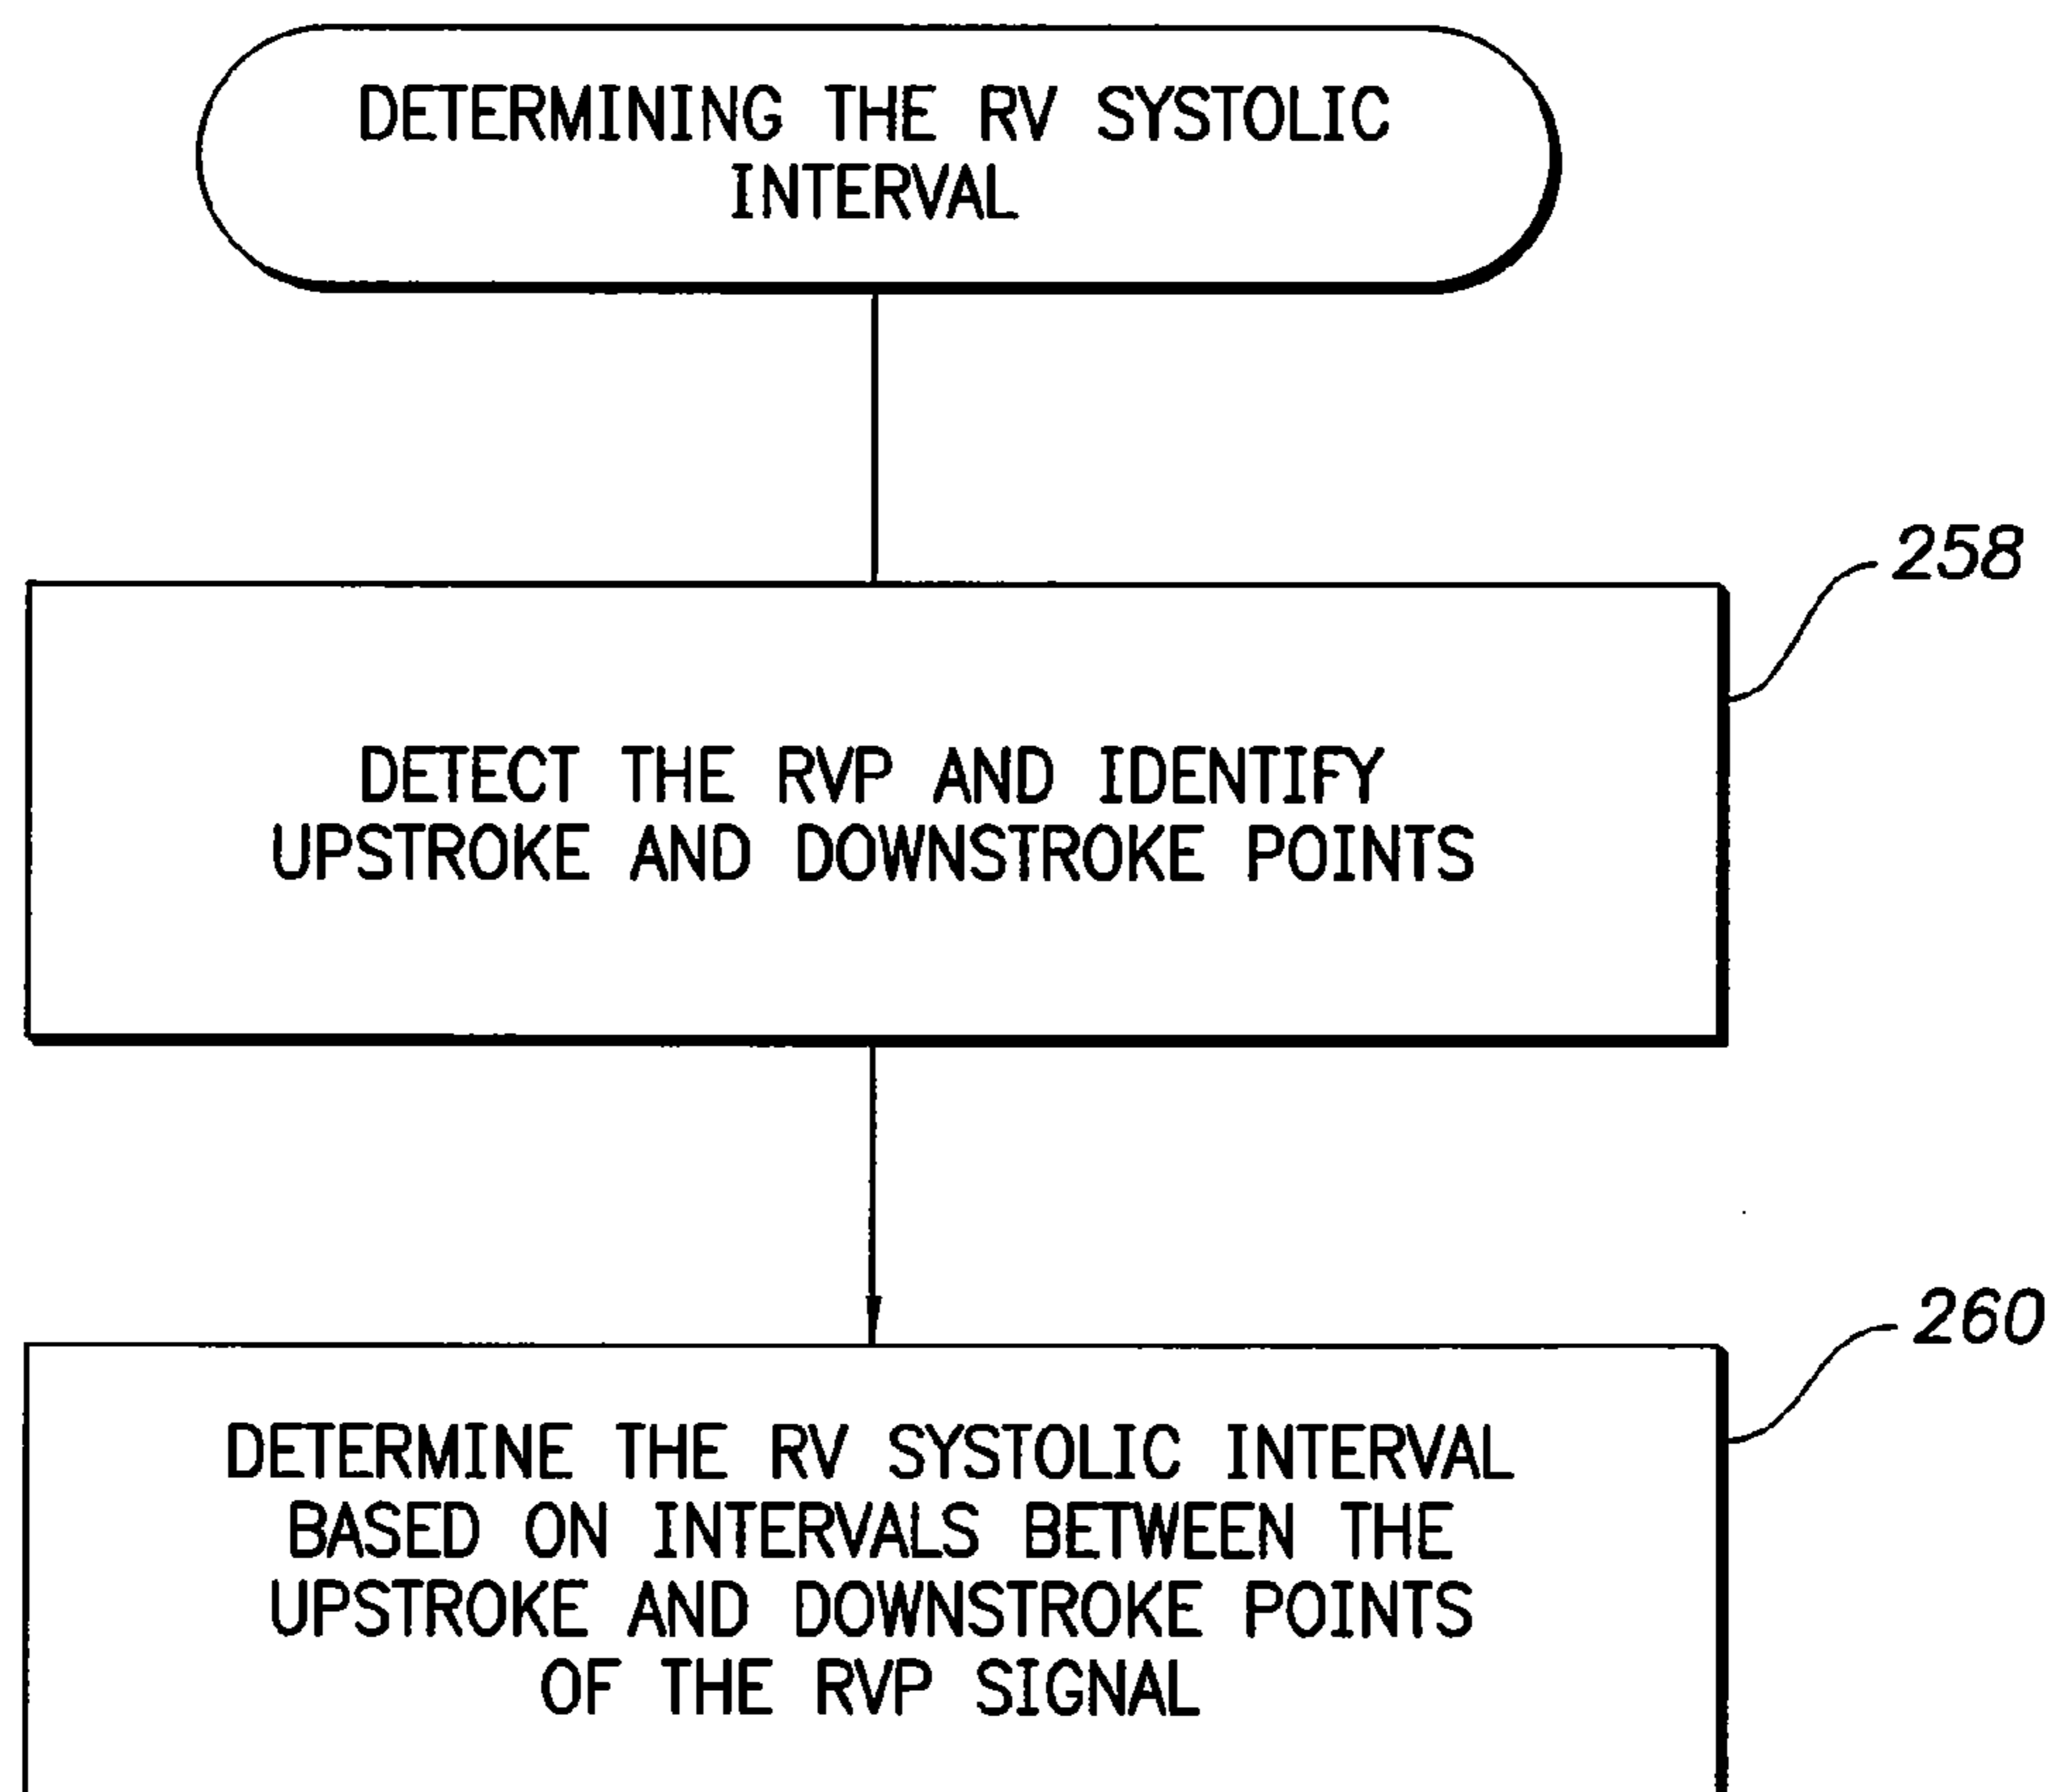 DETERMINING THE RV SYSTOLIC
INTERVAL
258
DETECT THE RVP AND IDENTIFY
UPSTROKE AND DOWNSTROKE POINTS
260
DETERMINE THE RV SYSTOLIC INTERVAL
BASED ON INTERVALS BETWEEN THE
UPSTROKE AND DOWNSTROKE POINTS
OF THE RVP SIGNAL